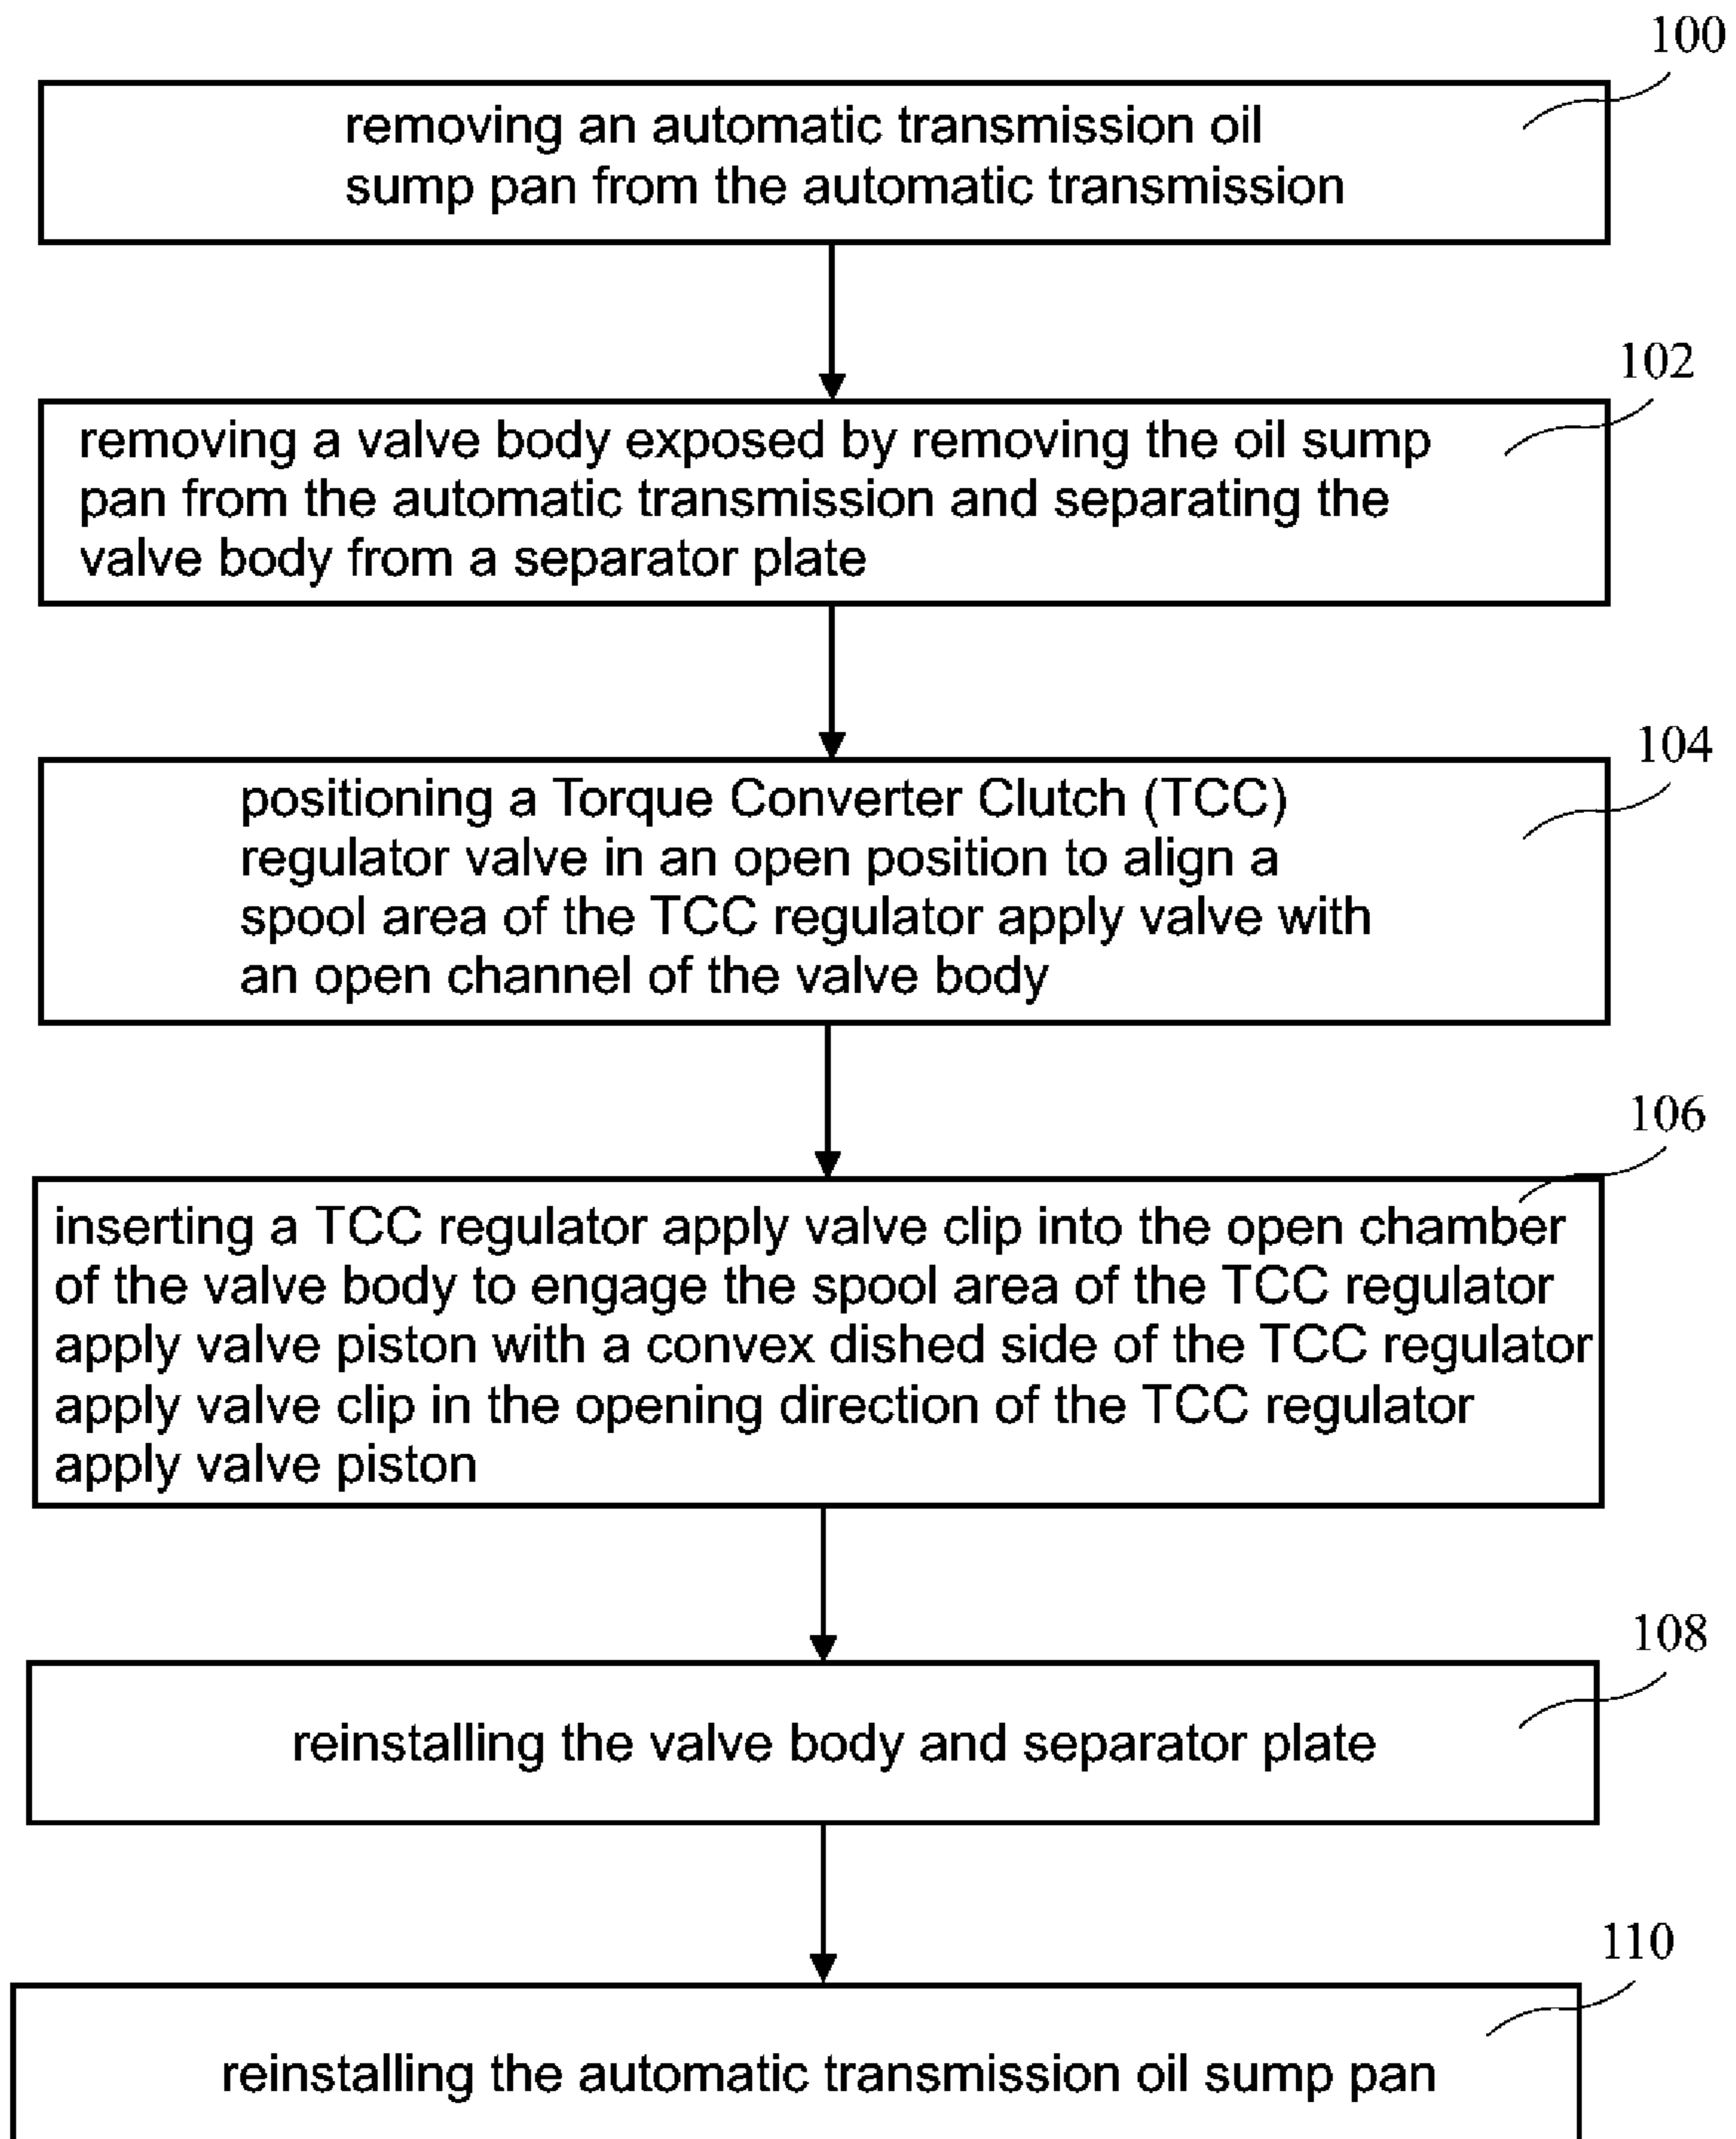 100
removing an automatic transmission oil
sump pan from the automatic transmission
102
removing a valve body exposed by removing the oil sump
pan from the automatic transmission and separating the
valve body from a separator plate
104
positioning a Torque Converter Clutch (TCC)
regulator valve in an open position to align a
spool area of the TCC regulator apply valve with
an open channel of the valve body
106
inserting a TCC regulator apply valve clip into the open chamber
of the valve body to engage the spool area of the TCC regulator
apply valve piston with a convex dished side of the TCC regulator
apply valve clip in the opening direction of the TCC regulator
apply valve piston
108
reinstalling the valve body and separator plate
110
reinstalling the automatic transmission oil sump pan